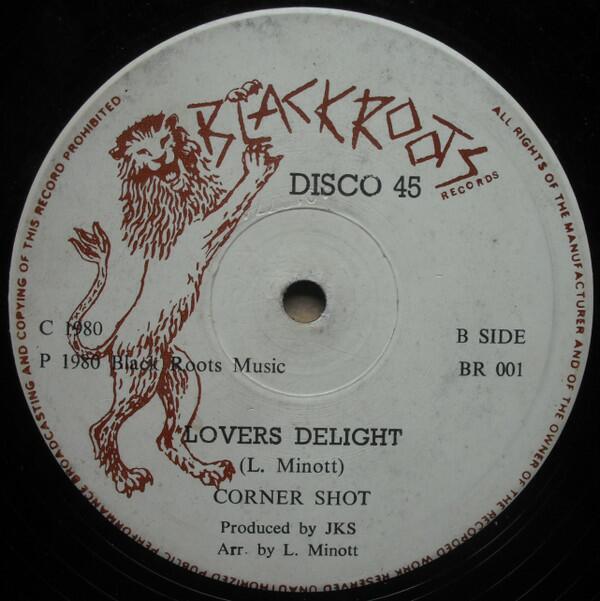 BLACKROOTS
RECORDS
DISCO 45
C 1980
P 1980 Black Roots Music
B SIDE
BR 001
LOVERS DELIGHT
(L. Minott)
CORNER SHOT
Produced by JKS
Arr. by L. Minott
ALL RIGHTS OF THE MANUFACTURER AND OF THE OWNER OF THE RECORDED WORK RESERVED UNAUTHORIZED PUBLIC PERFORMANCE BROADCASTING AND COPYING OF THIS RECORD PROHIBITED